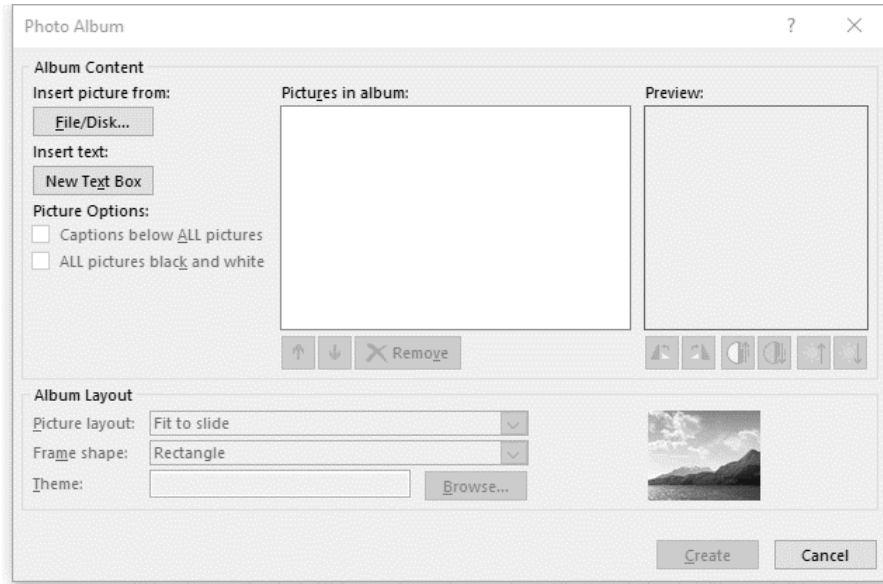 Photo Album ?
Album Content
Insert picture from:
File/Disk...
Insert text:
New Text Box
Picture Options:
Captions below ALL pictures
ALL pictures black and white
Pictures in album:
Remove
Preview:
Album Layout
Picture layout: Fit to slide
Frame shape: Rectangle
Theme:
Browse...
Create Cancel